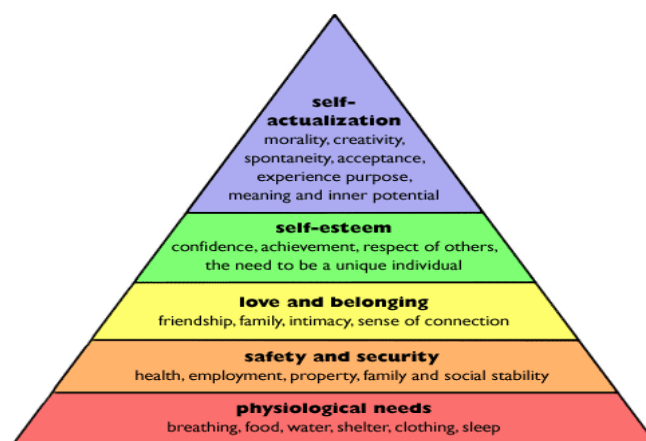 self-
actualization
morality, creativity,
spontaneity, acceptance,
experience purpose,
meaning and inner potential
self-esteem
confidence, achievement, respect of others,
the need to be a unique individual
love and belonging
friendship, family, intimacy, sense of connection
safety and security
health, employment, property, family and social stability
physiological needs
breathing, food, water, shelter, clothing, sleep